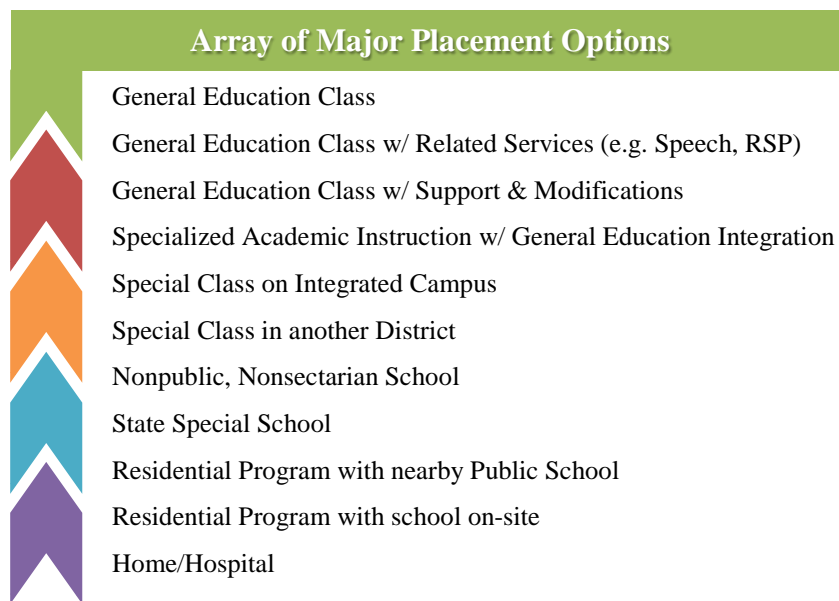 Array of Major Placement Options
General Education Class
General Education Class w/ Related Services (e.g. Speech, RSP)
General Education Class w/ Support & Modifications
Specialized Academic Instruction w/ General Education Integration
Special Class on Integrated Campus
Special Class in another District
Nonpublic, Nonsectarian School
State Special School
Residential Program with nearby Public School
Residential Program with school on-site
Home/Hospital